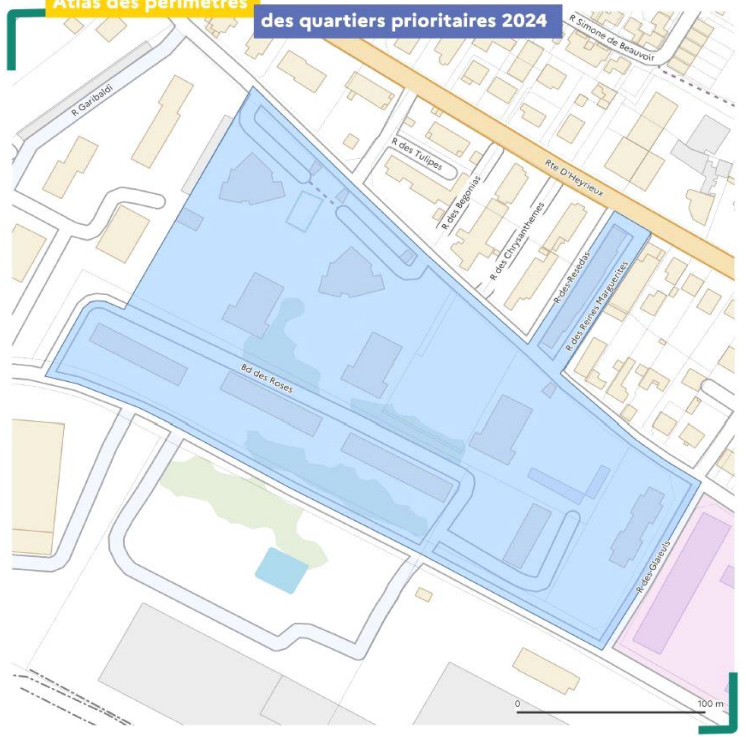 Atlas des périmètres
des quartiers prioritaires 2024
R Simone de Beauvoir
R Garibaldi
R des Tulipes
Rte D'Heyrieux
R des Begonias
R des Chrysanthemes
R-des-Resedas
R des Reines Marguerites
Bd des Roses
R-des-Glaieuls
0 100 m